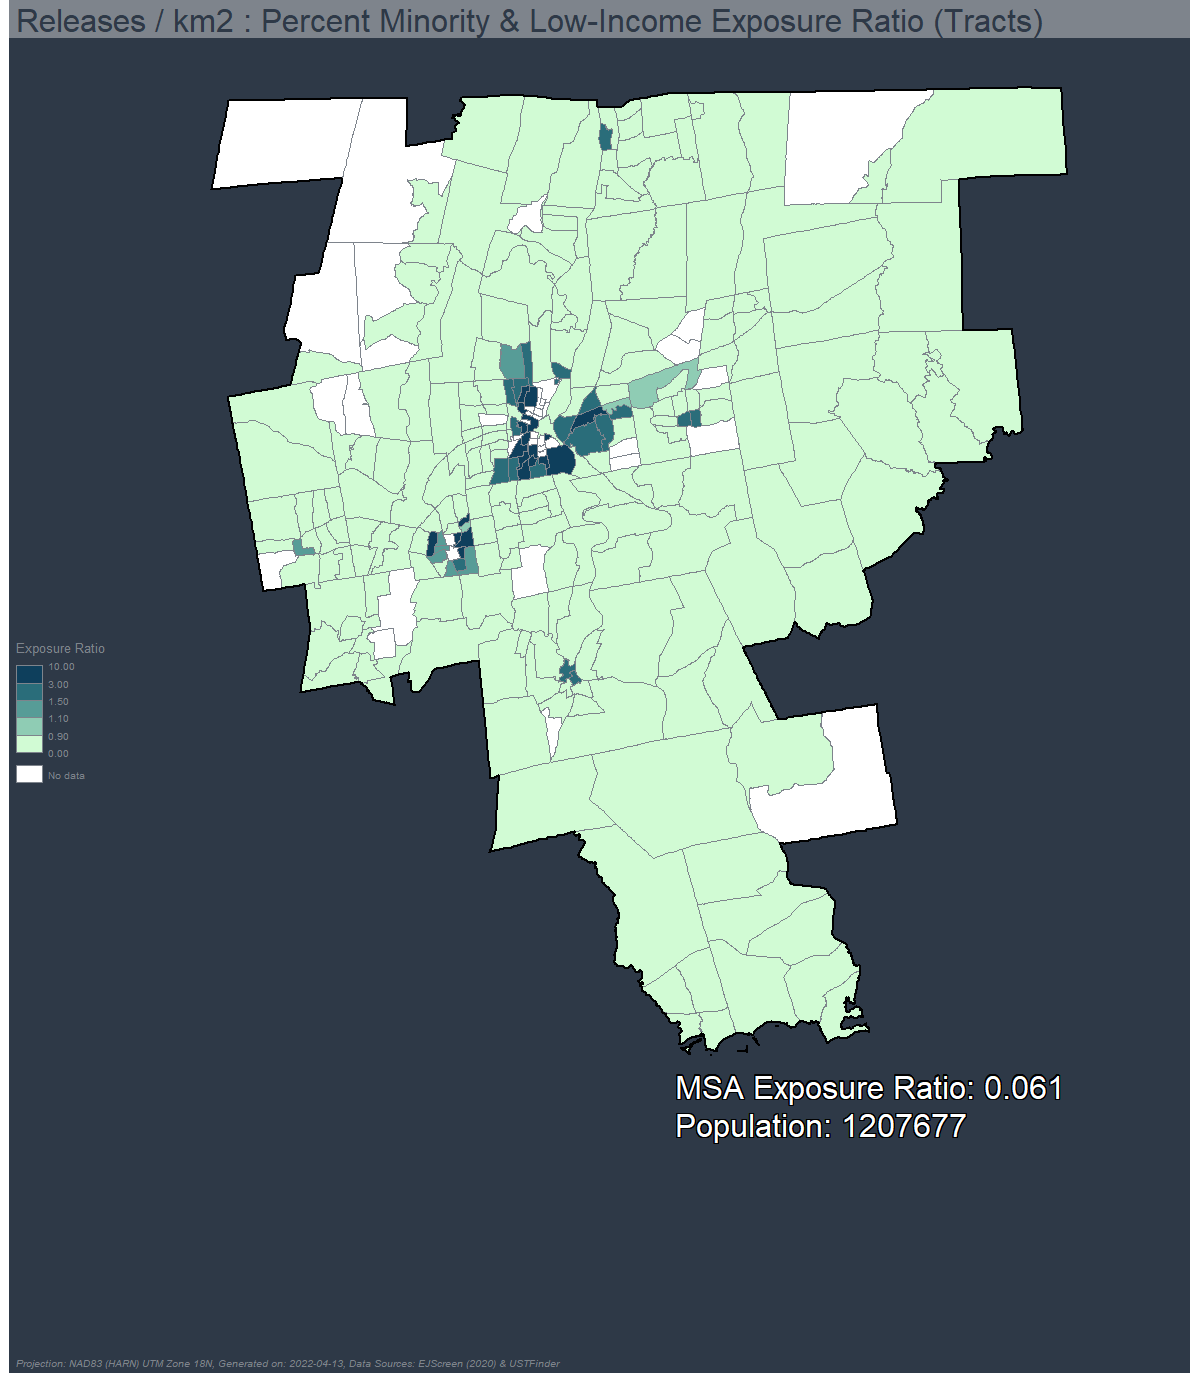 Releases / km2 : Percent Minority & Low-Income Exposure Ratio (Tracts)
Exposure Ratio
10.00
3.00
1.50
1.10
0.90
0.00
No data
MSA Exposure Ratio: 0.061
Population: 1207677
Projection: NAD83 (HARN) UTM Zone 18N, Generated on: 2022-04-13, Data Sources: EJScreen (2020) & USTFinder